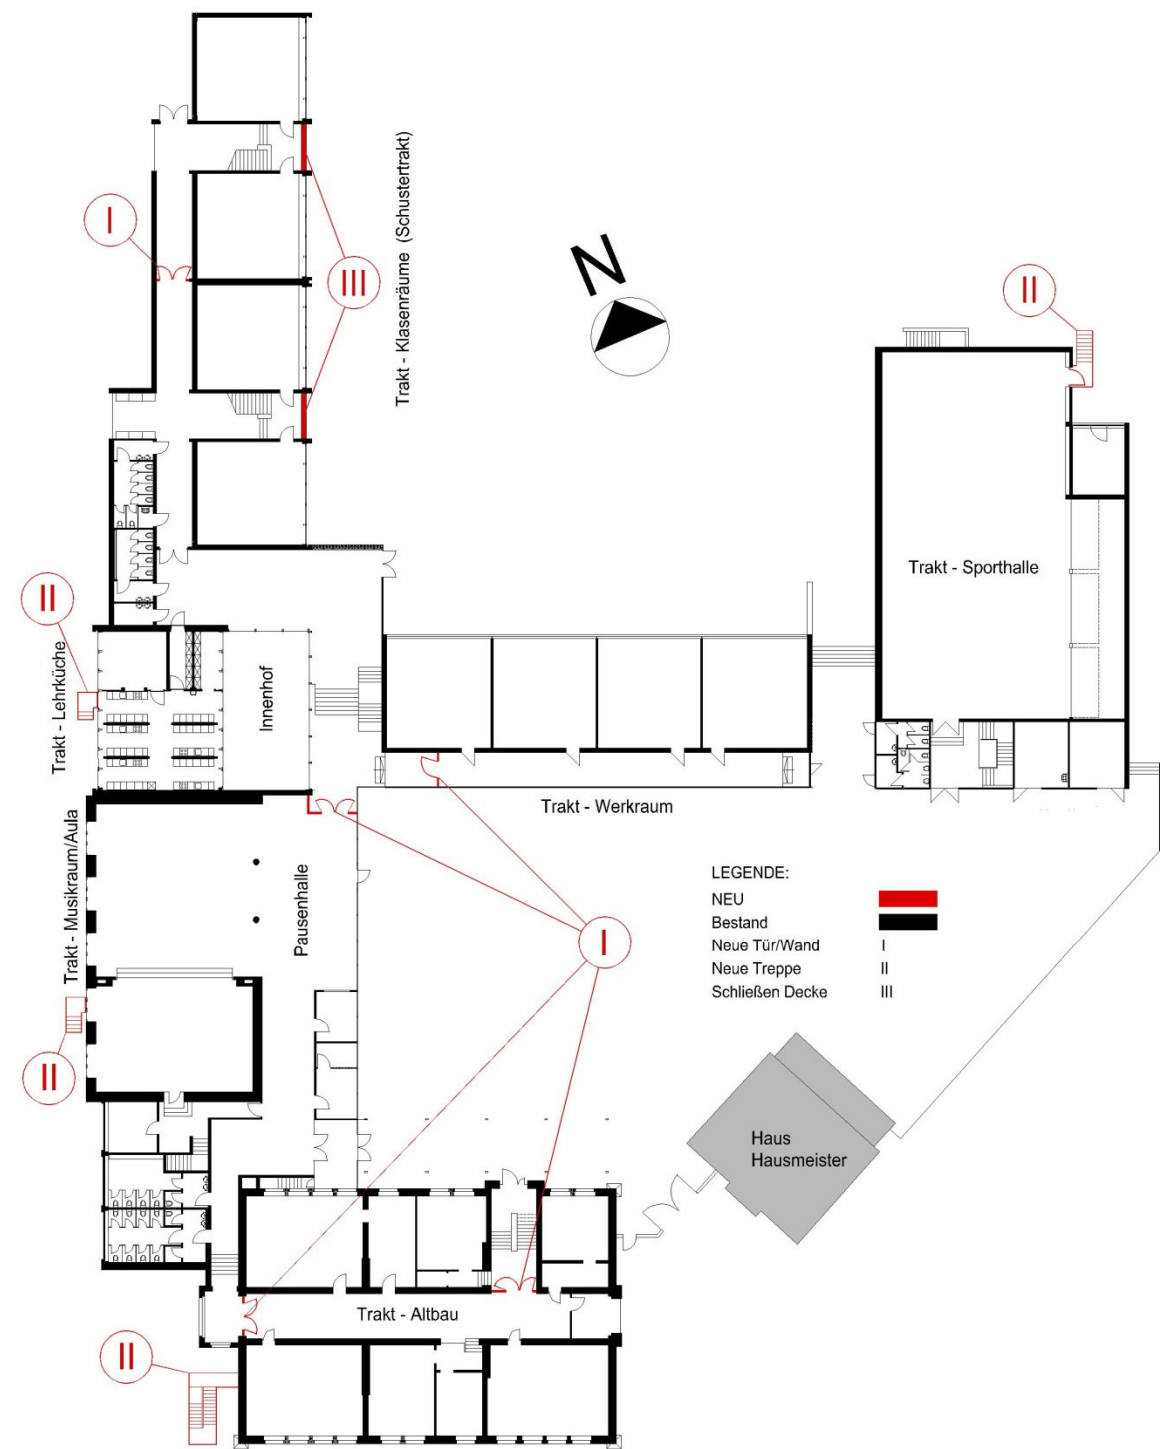 I
III
Trakt - Klasenräume (Schustertrakt)
N
II
Trakt - Sporthalle
II
Trakt - Lehrküche
Innenhof
Trakt - Werkraum
Trakt - Musikraum/Aula
Pausenhalle
I
LEGENDE:
NEU
Bestand
Neue Tür/Wand I
Neue Treppe II
Schließen Decke III
II
Haus
Hausmeister
Trakt - Altbau
II